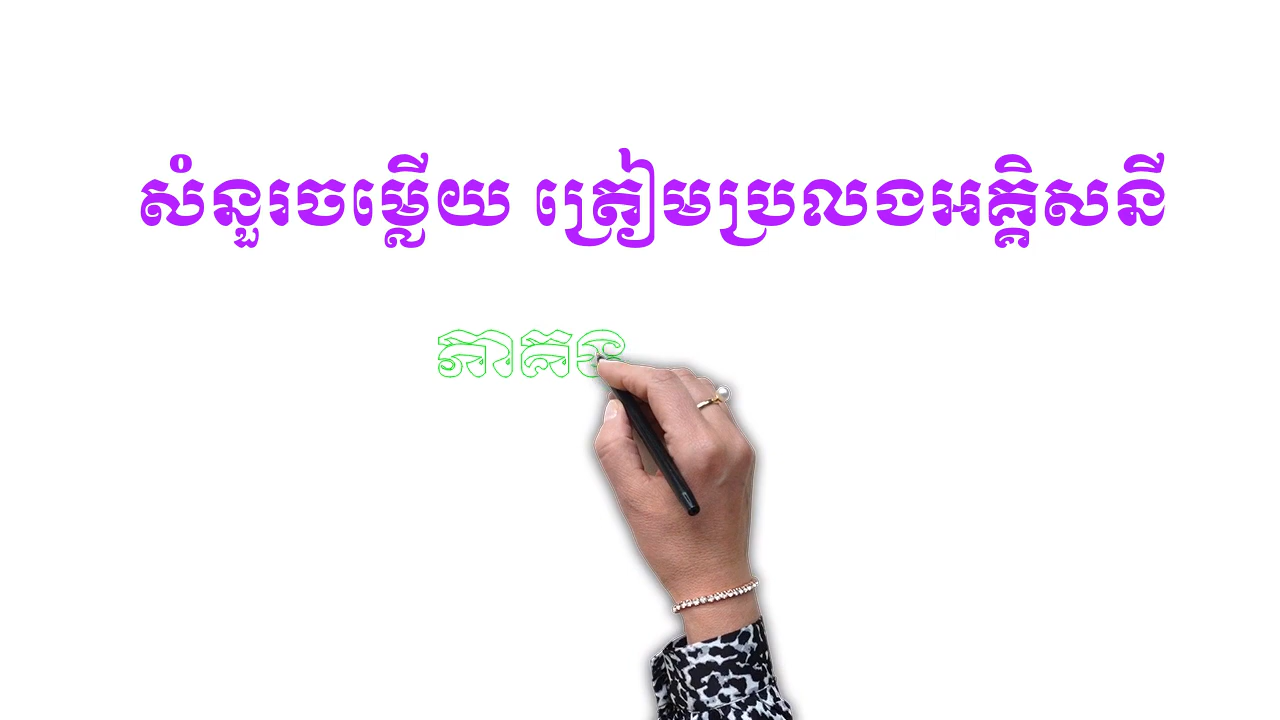 សំនួរចម្លើយ ត្រៀមប្រលងអគ្គិសនី
ភាគ